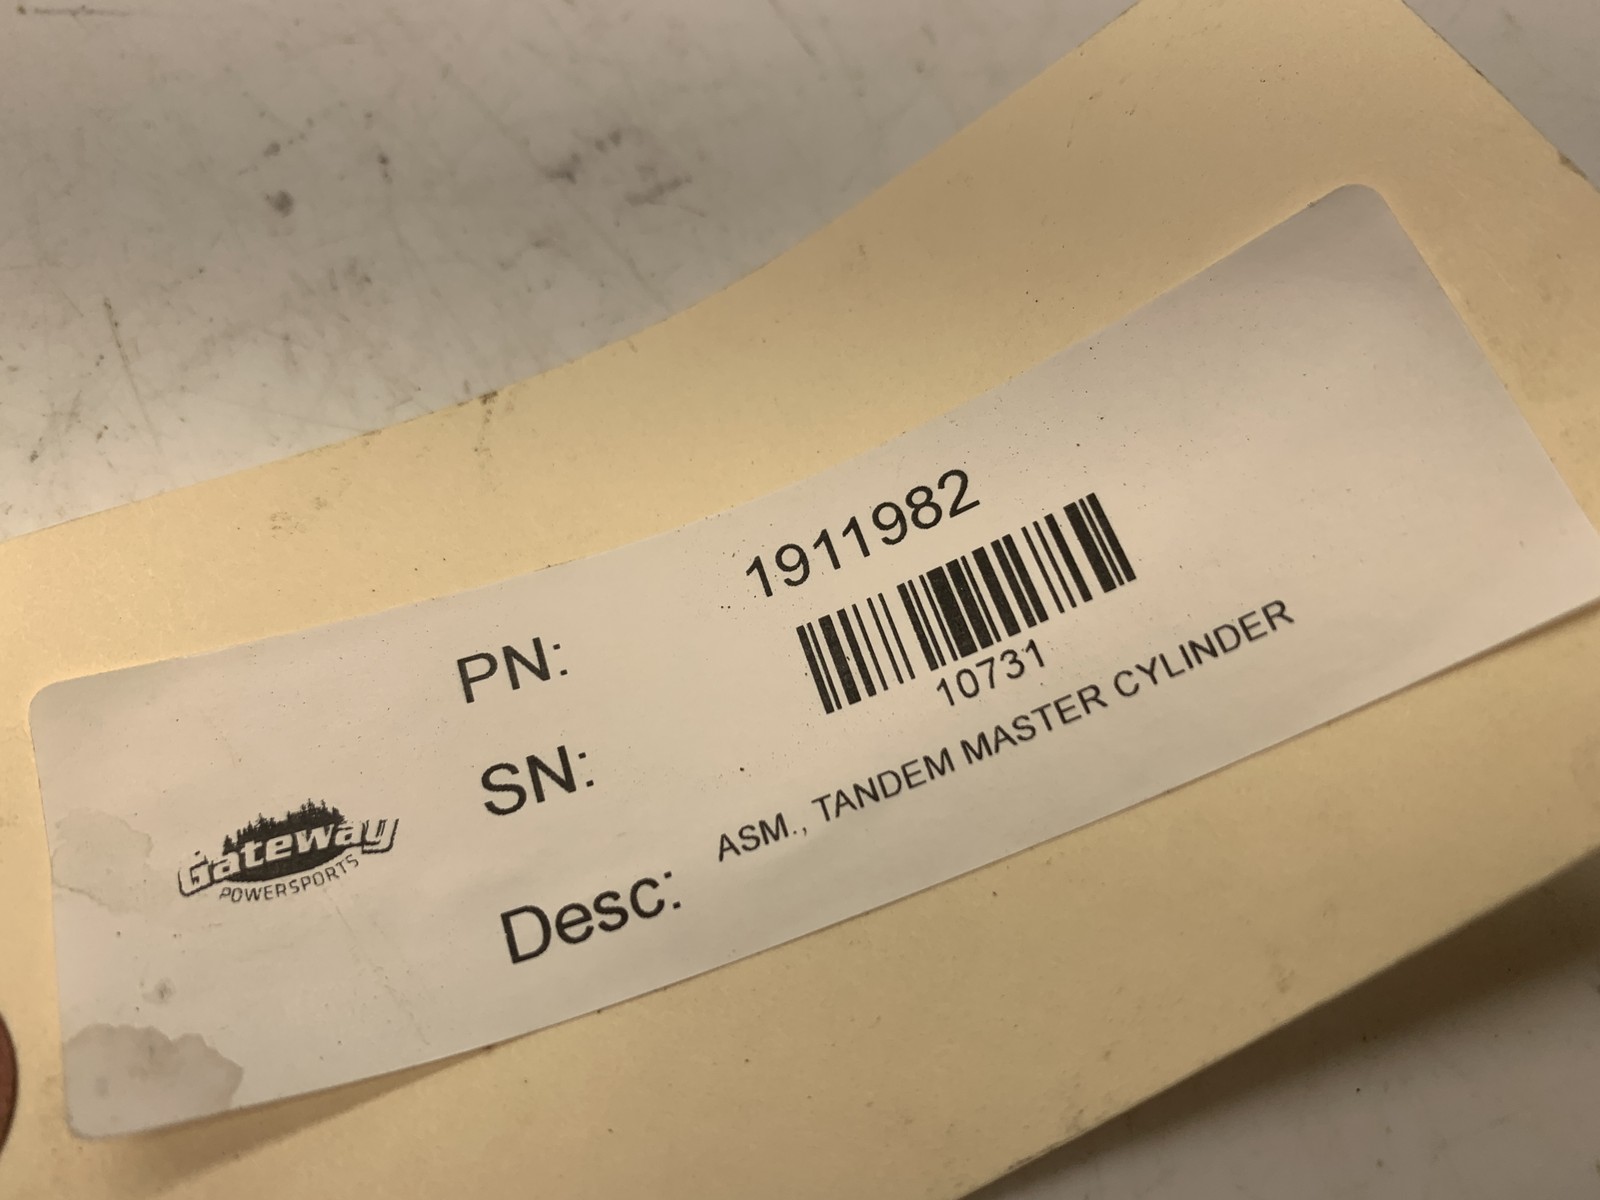 PN: 1911982
SN: 10731
Desc: ASM., TANDEM MASTER CYLINDER
Gateway
POWERSPORTS